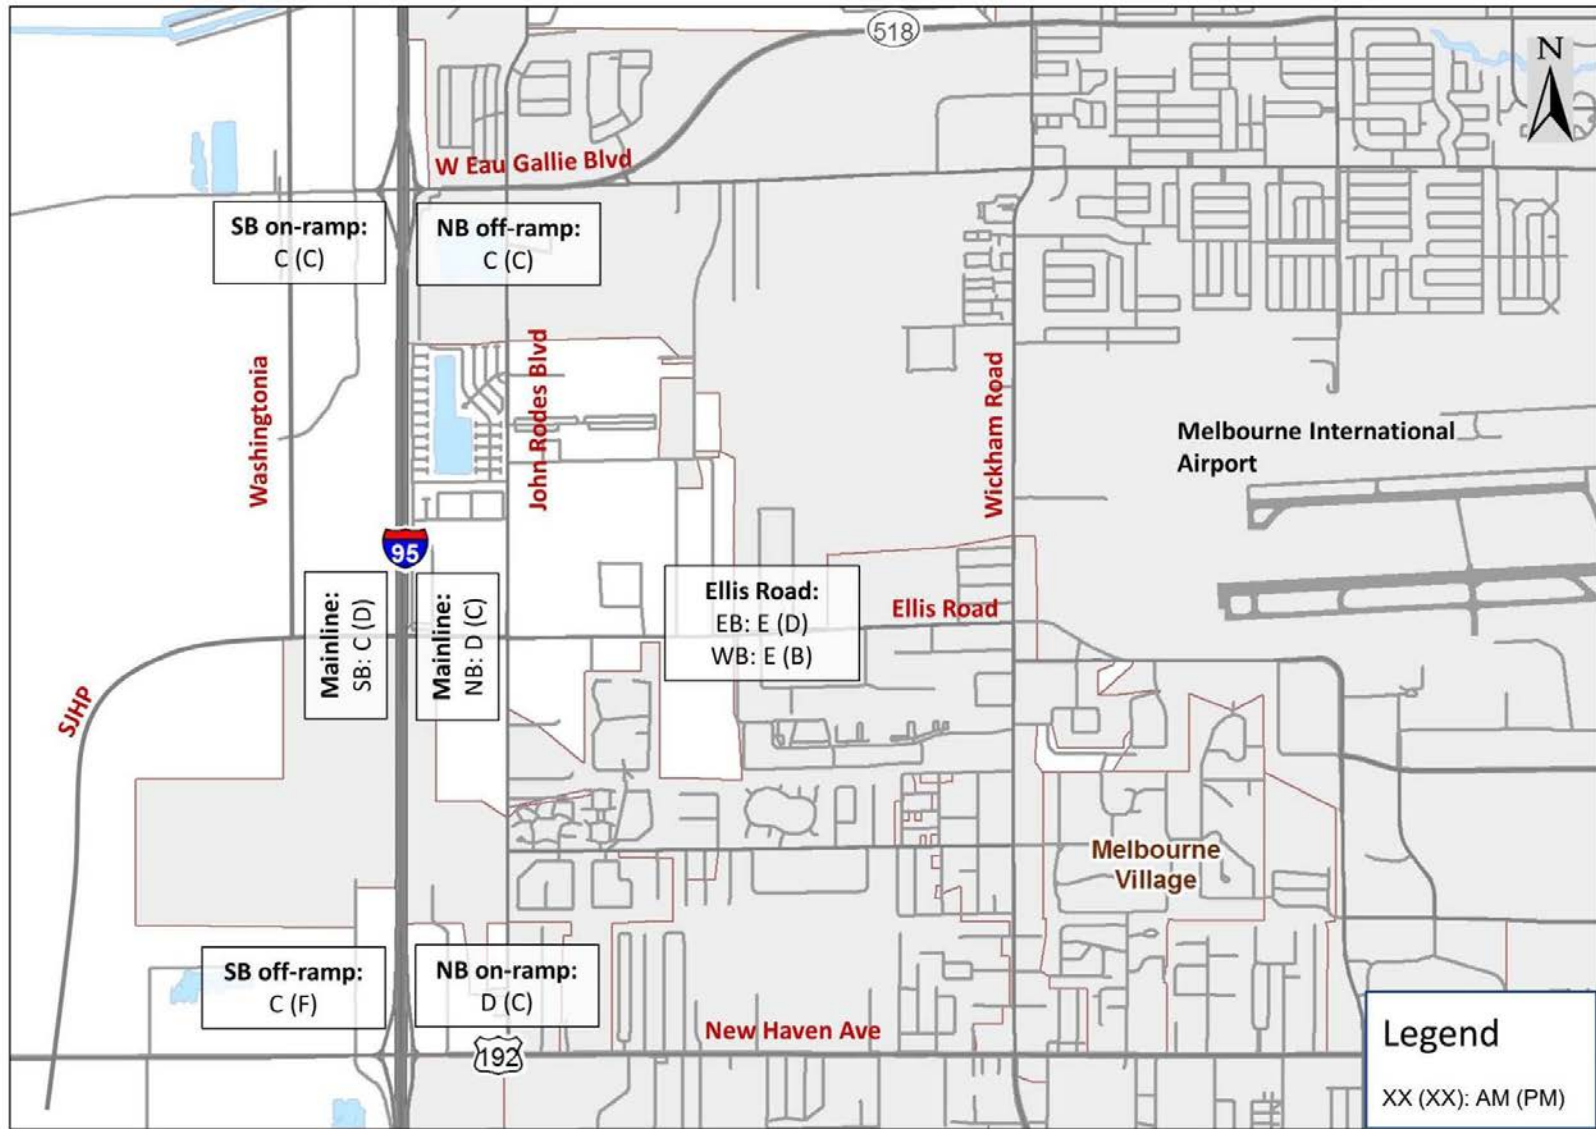 518
N
W Eau Gallie Blvd
SB on-ramp:
C (C)
NB off-ramp:
C (C)
Washingtonia
John Rodes Blvd
Wickham Road
Melbourne International
Airport
95
Mainline:
SB: C (D)
Mainline:
NB: D (C)
Ellis Road:
EB: E (D)
WB: E (B)
Ellis Road
SJHP
Melbourne
Village
SB off-ramp:
C (F)
NB on-ramp:
D (C)
New Haven Ave
192
Legend
XX (XX): AM (PM)